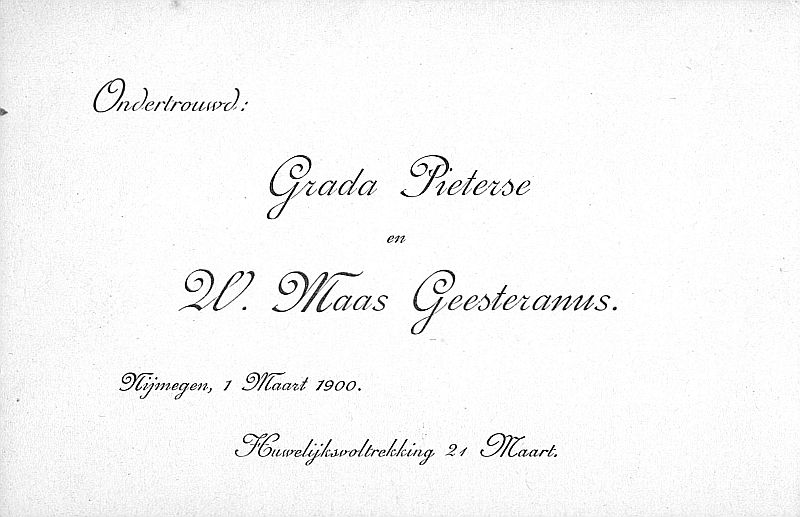 Ondertrouwd:
Grada Pieterse
en
W. Maas Geesteranus.
Nijmegen, 1 Maart 1900.
Huwelijksvoltrekking 21 Maart.